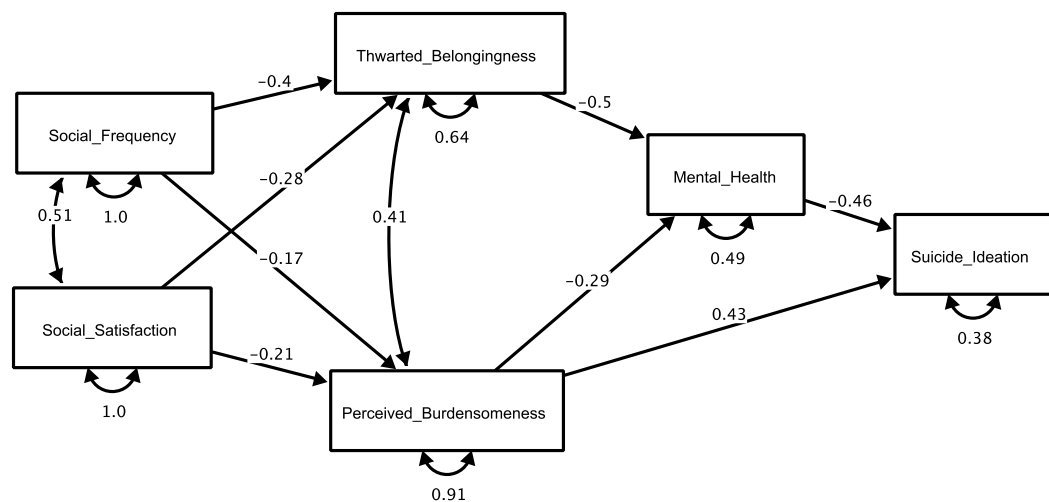 Thwarted_Belongingness
−0.4
−0.5
Social_Frequency
0.64
Mental_Health
−0.28
−0.46
0.51
1.0
0.41
−0.17
0.49
Suicide_Ideation
−0.29
Social_Satisfaction
0.43
0.38
−0.21
1.0
Perceived_Burdensomeness
0.91